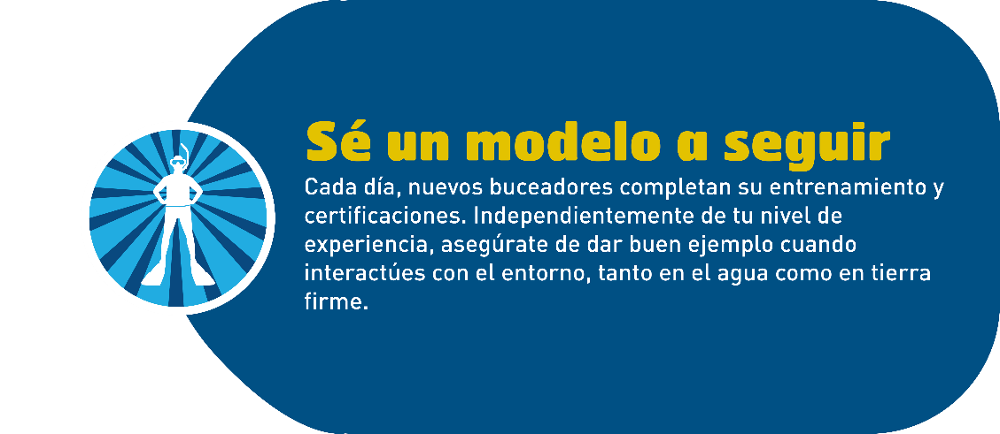 Sé un modelo a seguir
Cada día, nuevos buceadores completan su entrenamiento y
certificaciones. Independientemente de tu nivel de
experiencia, asegúrate de dar buen ejemplo cuando
interactúes con el entorno, tanto en el agua como en tierra
firme.